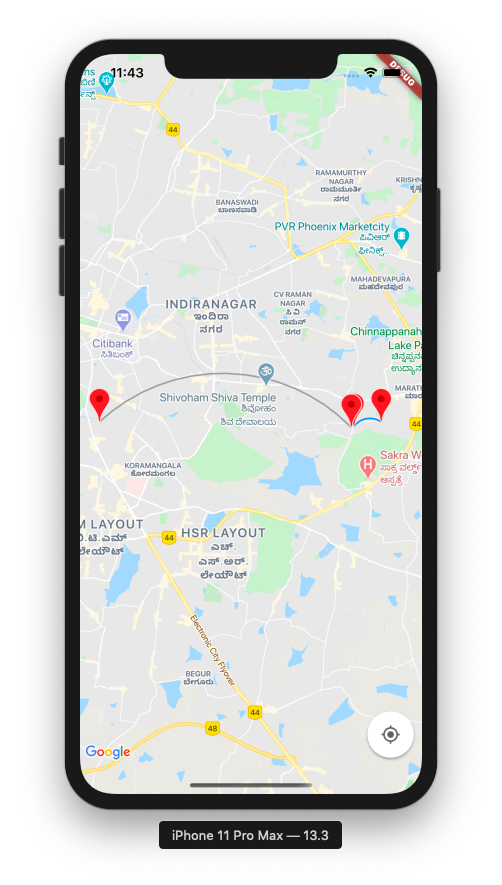 11:43
DEBUG
ns
44
RAMAMURTHY
NAGAR
ರಾಮಮೂರ್ತಿ
ನಗರ
KRISHN
BANASWADI
ಬಾಣಸವಾಡಿ
PVR Phoenix Marketcity
ಪಿವಿಆರ್
ಫೀನಿಕ್ಸ್
MAHADEVAPURA
ಮಹದೇವಪುರ
INDIRANAGAR
ಇಂದಿರಾ
ನಗರ
CV RAMAN
NAGAR
ಸಿ ವಿ
ರಾಮನ್
ನಗರ
Citibank
ಸಿಟಿಬಂಕ್
Chinnappanah
Lake Pa
ಚಿನ್ನಪ್ಪನ
ಉದ್ಯಾನ
Shivoham Shiva Temple
ಶಿವೋಹಂ
ಶಿವ ದೇವಾಲಯ
MARATH
44
KORAMANGALA
ಕೋರಮಂಗಲ
Sakra W
ಸಾಕ್ರ ವರ್ಲ್ಡ್
ಆಸ್ಪತ್ರೆ
M LAYOUT
ಬಿ.ಟಿ.ಎಮ್
ಲೇಯೌಟ್
44
HSR LAYOUT
ಎಚ್.
ಎಸ್.ಆರ್.
ಲೇಯೌಟ್
Electronic City Flyover
BEGUR
ಬೇಗೂರು
44
48
Google
iPhone 11 Pro Max — 13.3